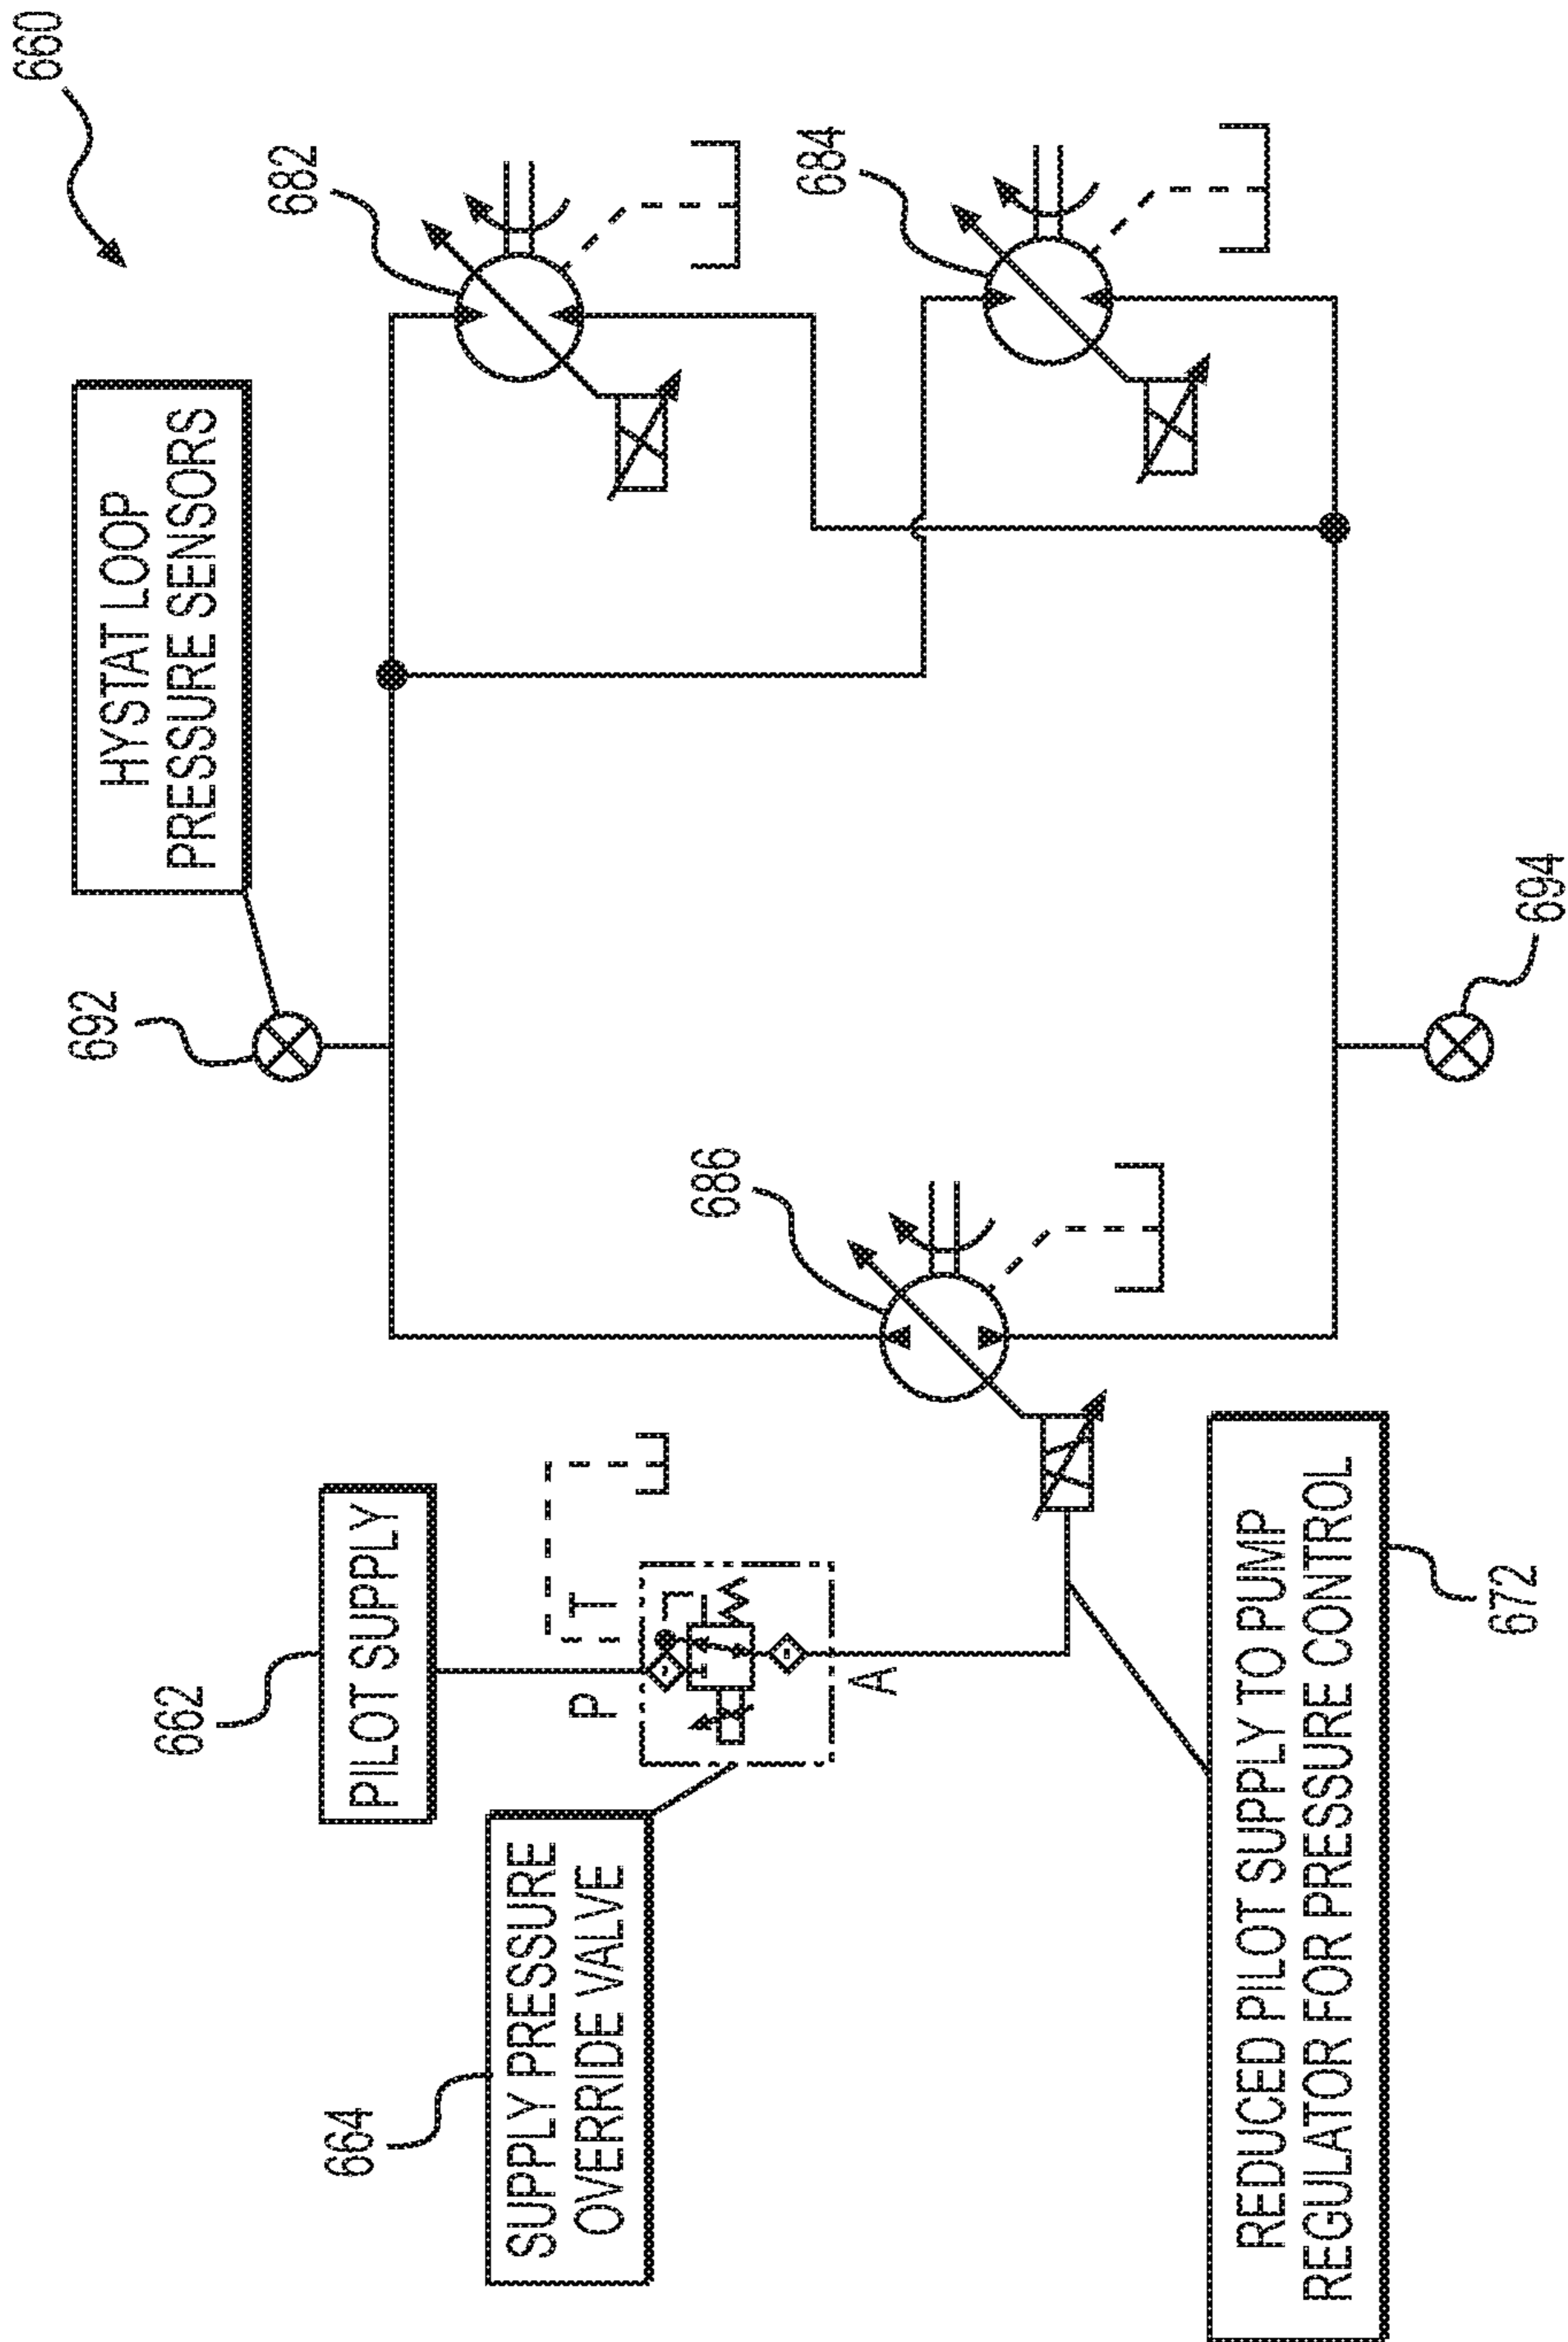 660
HYSTAT LOOP
PRESSURE SENSORS
692
682
684
694
686
662
PILOT SUPPLY
P
T
A
664
SUPPLY PRESSURE
OVERRIDE VALVE
REDUCED PILOT SUPPLY TO PUMP
REGULATOR FOR PRESSURE CONTROL
672